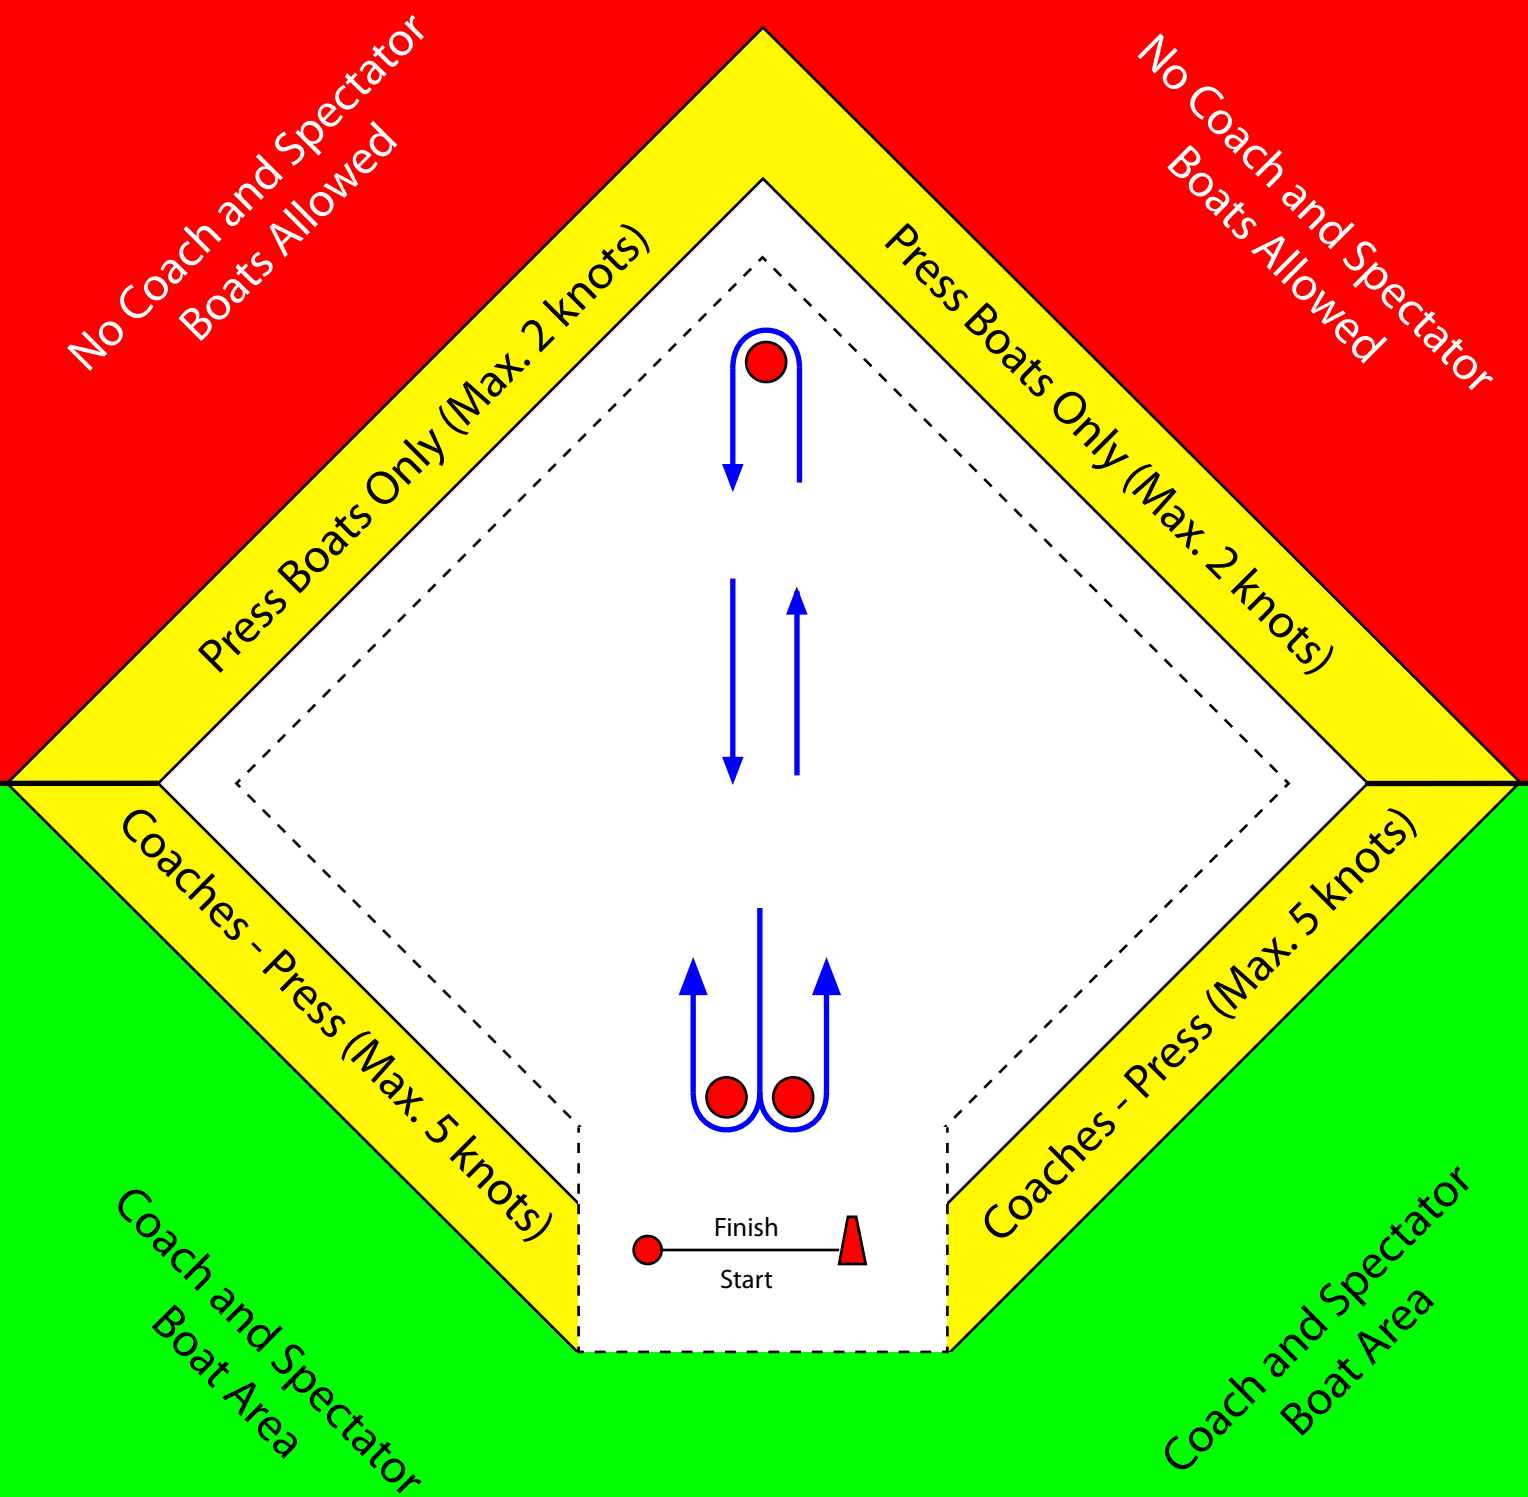 No Coach and Spectator
Boats Allowed
No Coach and Spectator
Boats Allowed
Press Boats Only (Max. 2 knots)
Press Boats Only (Max. 2 knots)
Coaches - Press (Max. 5 knots)
Coaches - Press (Max. 5 knots)
Finish
Start
Coach and Spectator
Boat Area
Coach and Spectator
Boat Area